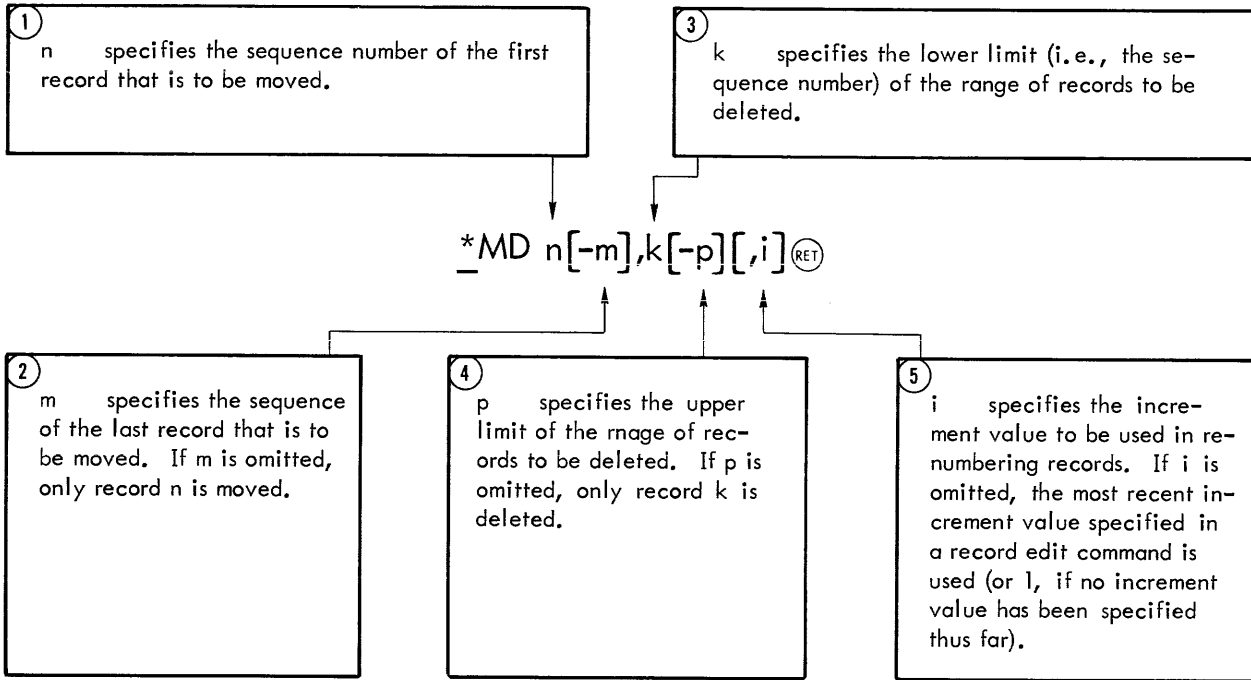 1
n specifies the sequence number of the first
record that is to be moved.
3
k specifies the lower limit (i.e., the se-
quence number) of the range of records to be
deleted.
*MD n[-m],k[-p][,i] RET
2
m specifies the sequence
of the last record that is to
be moved. If m is omitted,
only record n is moved.
4
p specifies the upper
limit of the rnage of rec-
ords to be deleted. If p is
omitted, only record k is
deleted.
5
i specifies the incre-
ment value to be used in re-
numbering records. If i is
omitted, the most recent in-
crement value specified in
a record edit command is
used (or 1, if no increment
value has been specified
thus far).